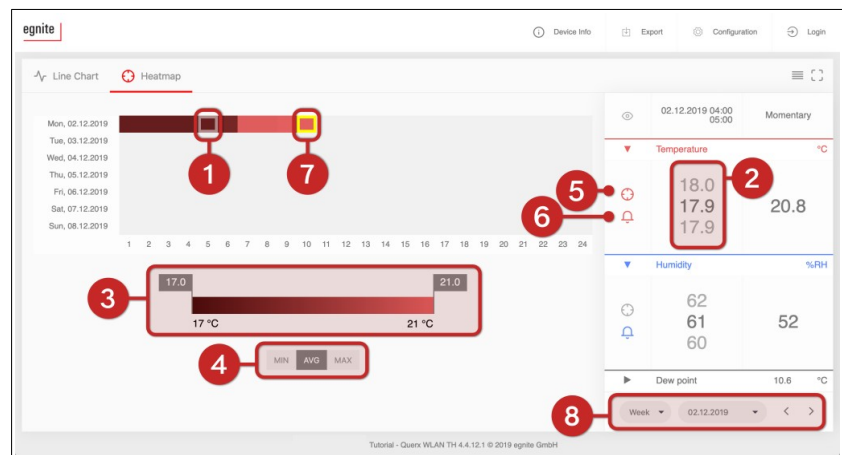 egnite
Device Info
Export
Configuration
Login
Line Chart
Heatmap
Mon, 02.12.2019
Tue, 03.12.2019
Wed, 04.12.2019
Thu, 05.12.2019
Fri, 06.12.2019
Sat, 07.12.2019
Sun, 08.12.2019
1 2 3 4 5 6 7 8 9 10 11 12 13 14 15 16 17 18 19 20 21 22 23 24
1
7
17.0 21.0
3
17 °C 21 °C
4
MIN AVG MAX
02.12.2019 04:00
05:00
Momentary
Temperature °C
5
6
2
18.0
17.9 20.8
17.9
Humidity %RH
62
61 52
60
Dew point 10.6 °C
8
Week 02.12.2019
Tutorial - Querx WLAN TH 4.4.12.1 © 2019 egnite GmbH